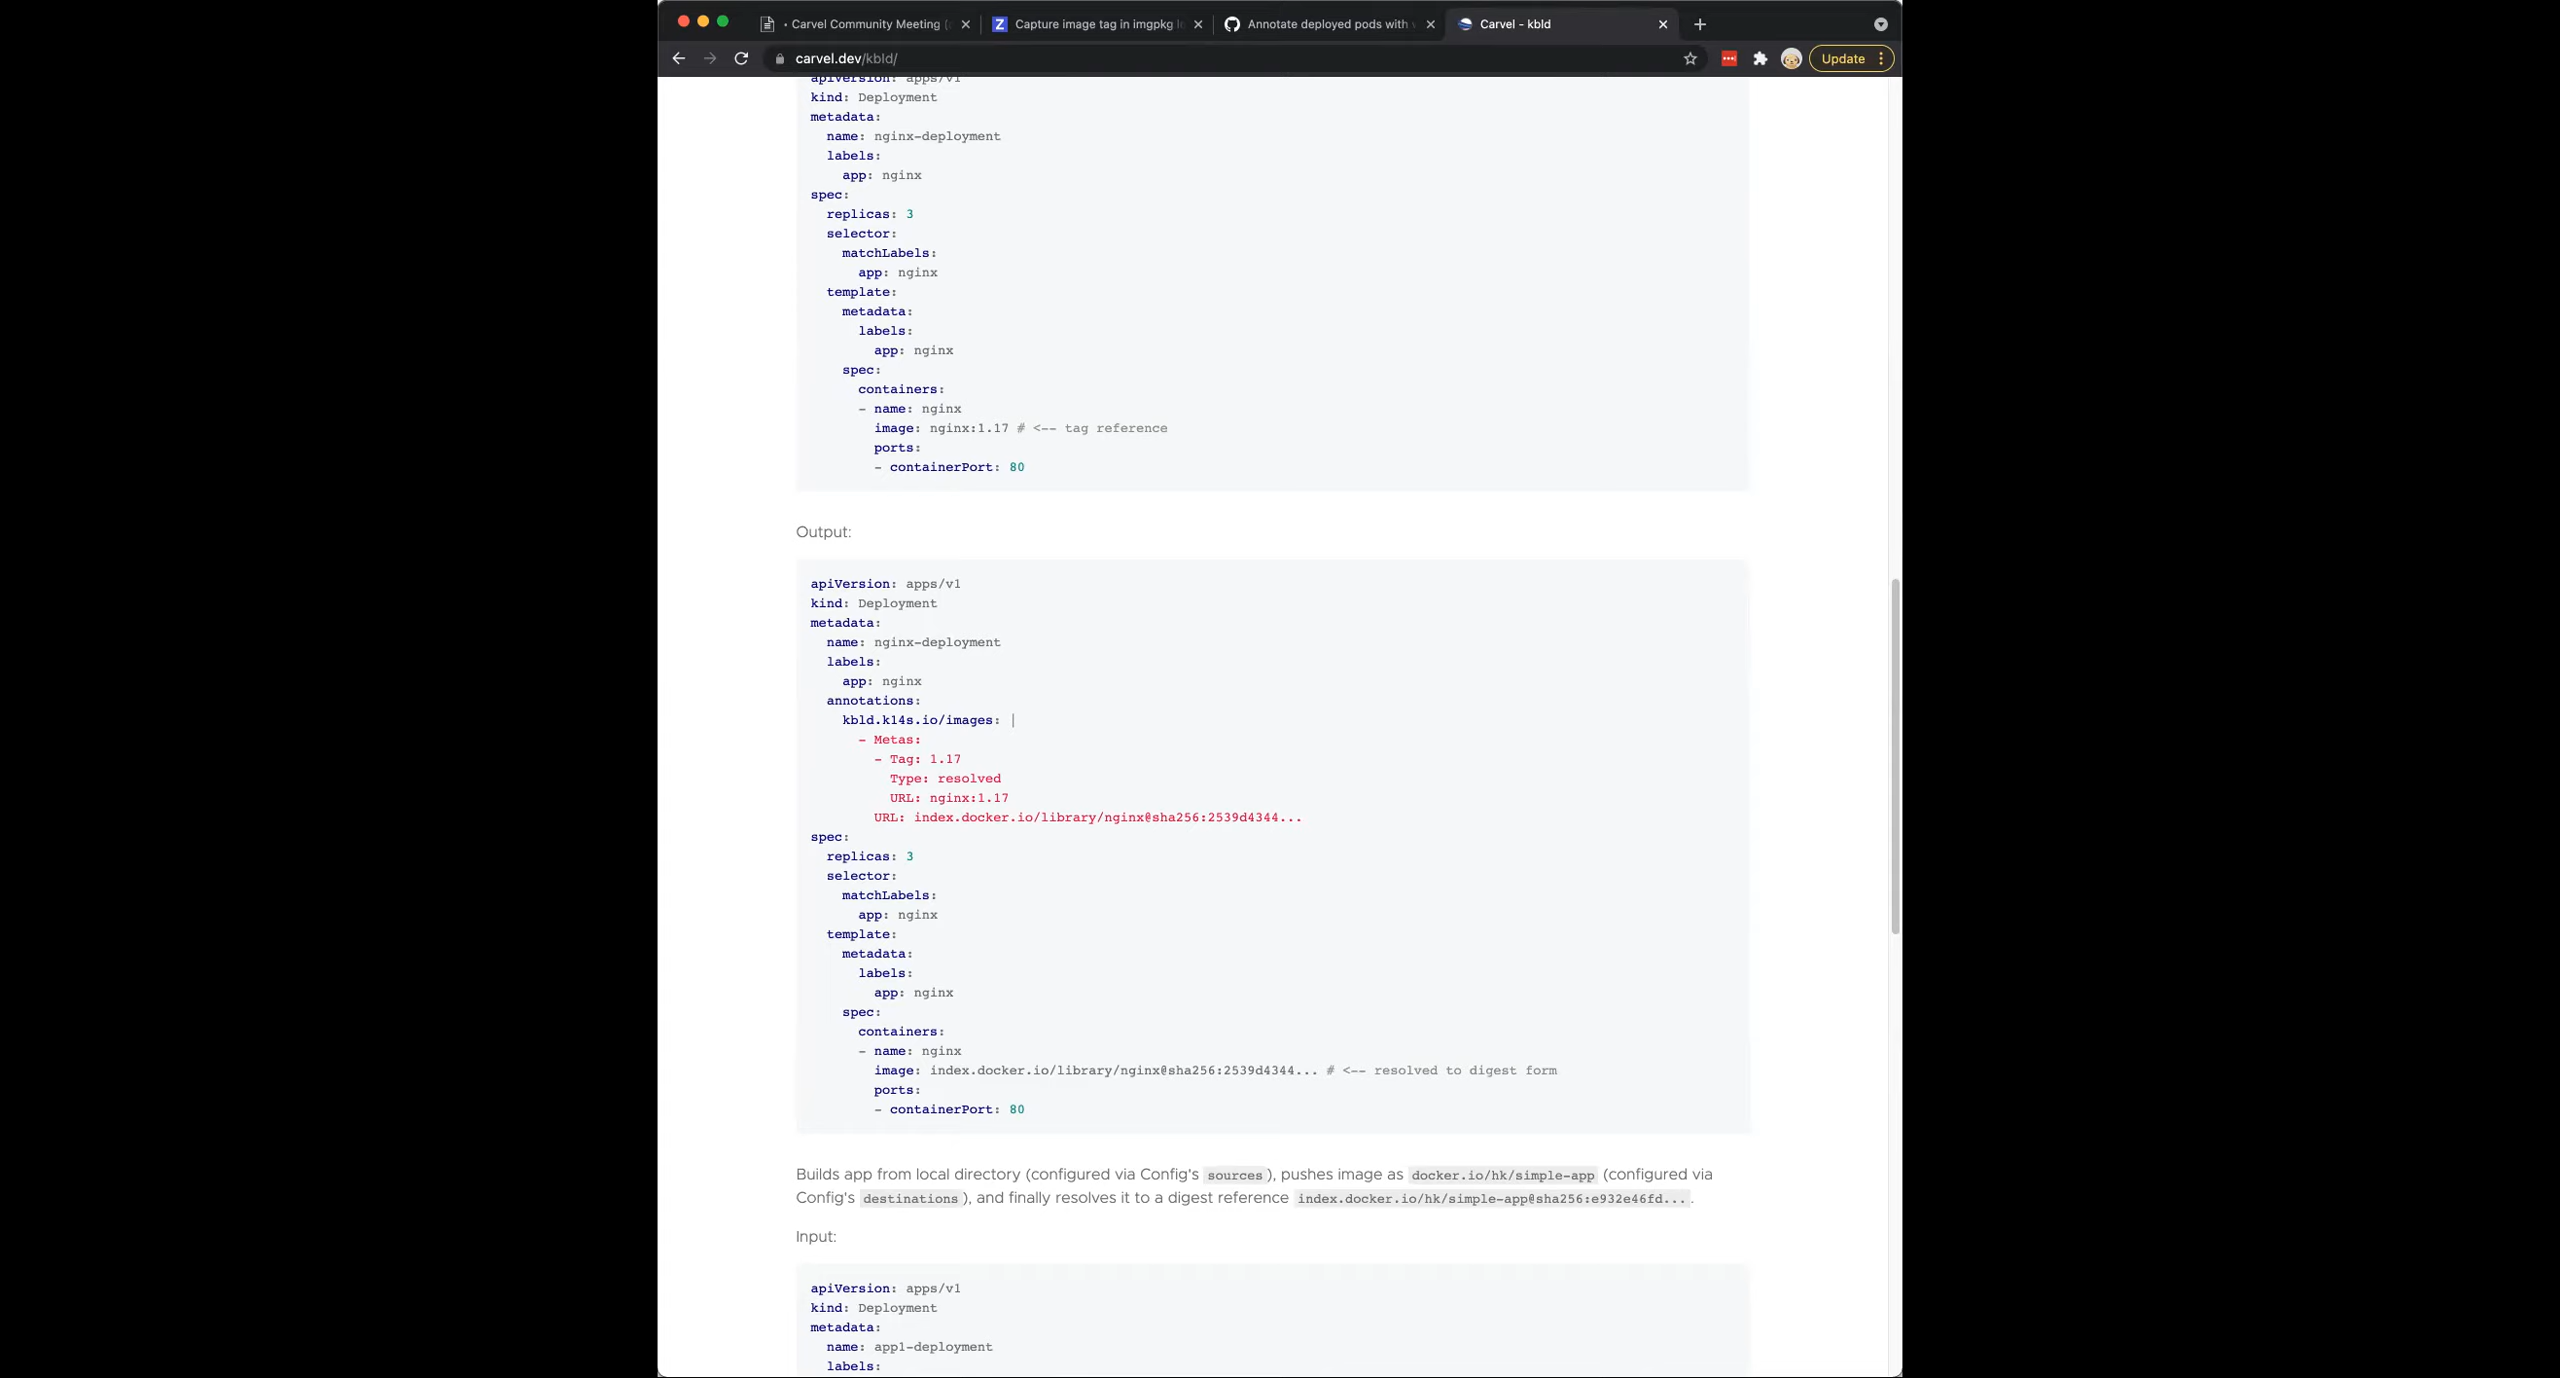 · Carvel Community Meeting (
Capture image tag in imgpkg l
Annotate deployed pods with
Carvel - kbld
carvel.dev/kbld/
Update
apiVersion: apps/v1
kind: Deployment
metadata:
  name: nginx-deployment
  labels:
    app: nginx
spec:
  replicas: 3
  selector:
    matchLabels:
      app: nginx
  template:
    metadata:
      labels:
        app: nginx
    spec:
      containers:
      - name: nginx
        image: nginx:1.17 # <-- tag reference
        ports:
        - containerPort: 80
Output:
apiVersion: apps/v1
kind: Deployment
metadata:
  name: nginx-deployment
  labels:
    app: nginx
  annotations:
    kbld.k14s.io/images: |
      - Metas:
        - Tag: 1.17
          Type: resolved
          URL: nginx:1.17
        URL: index.docker.io/library/nginx@sha256:2539d4344...
spec:
  replicas: 3
  selector:
    matchLabels:
      app: nginx
  template:
    metadata:
      labels:
        app: nginx
    spec:
      containers:
      - name: nginx
        image: index.docker.io/library/nginx@sha256:2539d4344... # <-- resolved to digest form
        ports:
        - containerPort: 80
Builds app from local directory (configured via Config's sources), pushes image as docker.io/hk/simple-app (configured via
Config's destinations), and finally resolves it to a digest reference index.docker.io/hk/simple-app@sha256:e932e46fd....
Input:
apiVersion: apps/v1
kind: Deployment
metadata:
  name: app1-deployment
  labels: